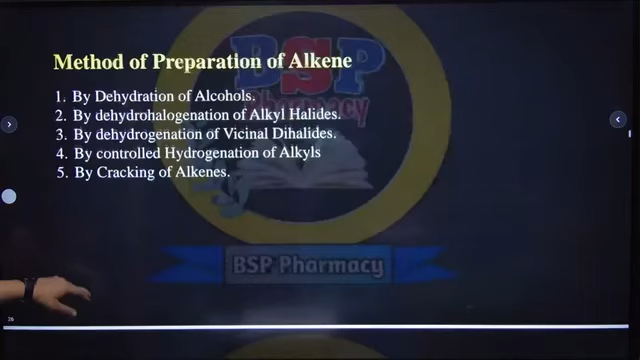 BSP
Pharmacy
Method of Preparation of Alkene
1. By Dehydration of Alcohols.
2. By dehydrohalogenation of Alkyl Halides.
3. By dehydrogenation of Vicinal Dihalides.
4. By controlled Hydrogenation of Alkyls
5. By Cracking of Alkenes.
BSP Pharmacy
26